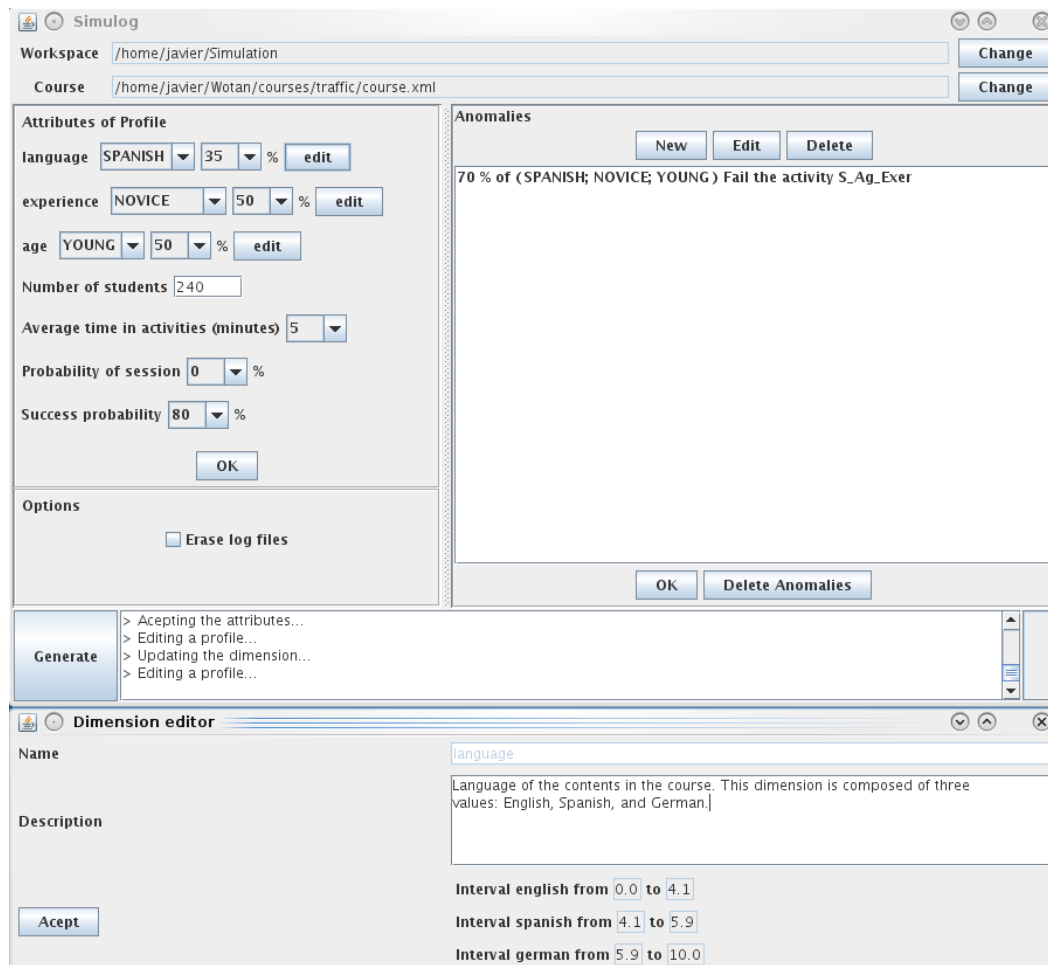 Simulog
Workspace /home/javier/Simulation Change
Course /home/javier/Wotan/courses/traffic/course.xml Change
Attributes of Profile
language SPANISH 35 % edit
experience NOVICE 50 % edit
age YOUNG 50 % edit
Number of students 240
Average time in activities (minutes) 5
Probability of session 0 %
Success probability 80 %
OK
Options
Erase log files
Anomalies
New Edit Delete
70 % of ( SPANISH; NOVICE; YOUNG ) Fail the activity S_Ag_Exer
OK Delete Anomalies
Generate
> Acepting the attributes...
> Editing a profile...
> Updating the dimension...
> Editing a profile...
Dimension editor
Name language
Description
Language of the contents in the course. This dimension is composed of three
values: English, Spanish, and German.
Acept
Interval english from 0.0 to 4.1
Interval spanish from 4.1 to 5.9
Interval german from 5.9 to 10.0